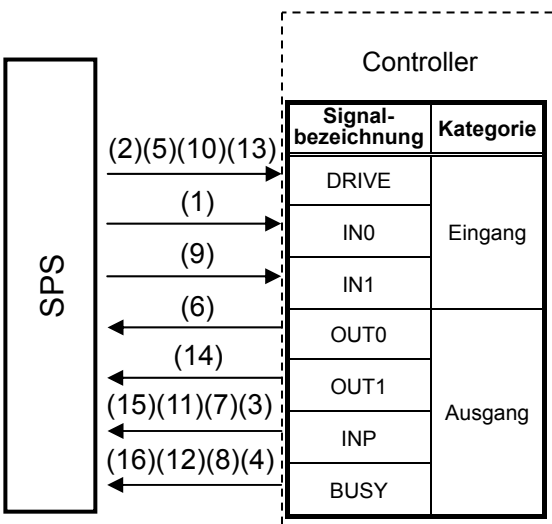 Controller
SPS
Signal-
bezeichnung
Kategorie
(2)(5)(10)(13)
DRIVE
(1)
IN0
Eingang
(9)
IN1
(6)
OUT0
(14)
OUT1
Ausgang
(15)(11)(7)(3)
INP
(16)(12)(8)(4)
BUSY